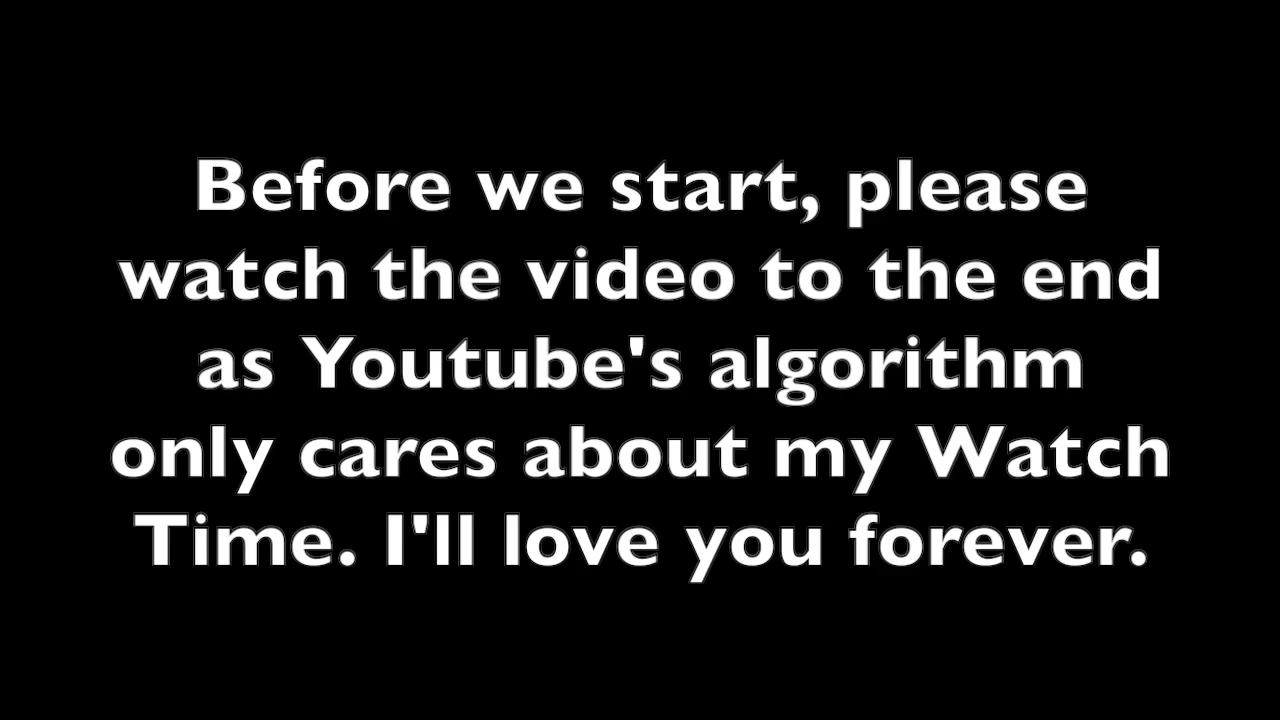 Before we start, please
watch the video to the end
as Youtube's algorithm
only cares about my Watch
Time. I'll love you forever.